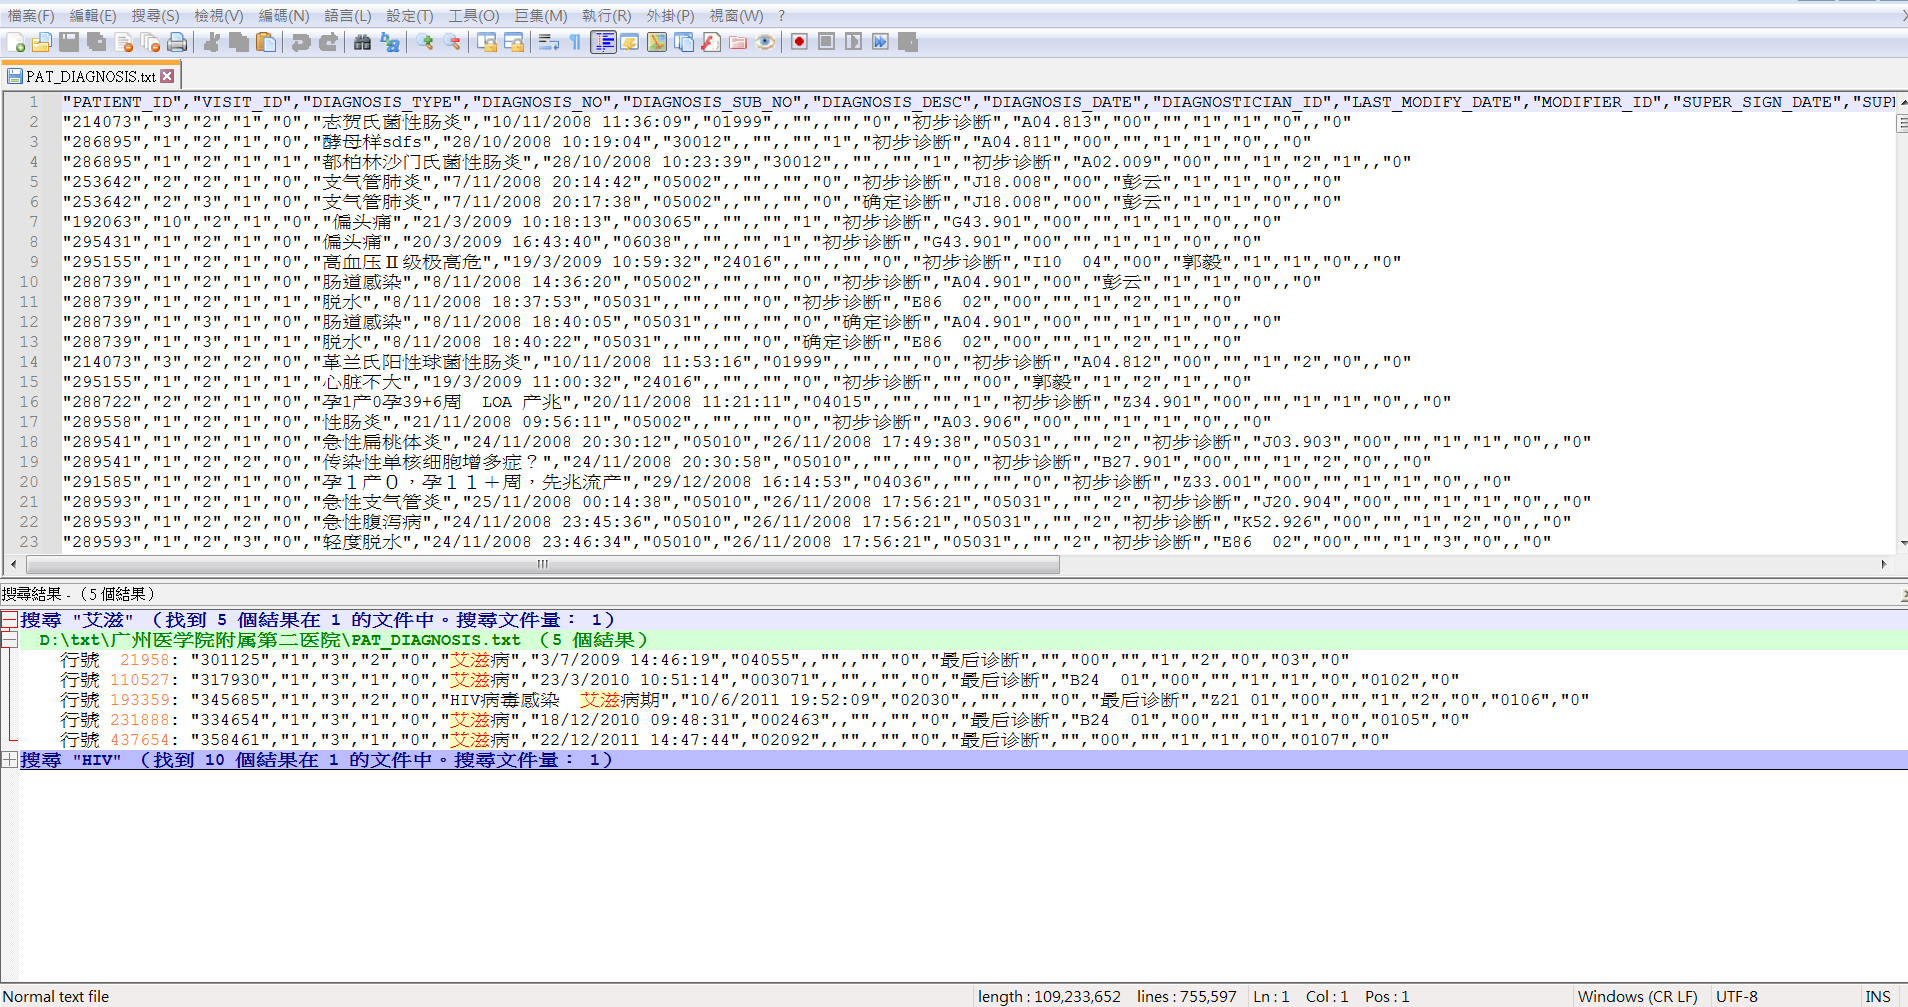 檔案(F) 編輯(E) 搜尋(S) 檢視(V) 編碼(N) 語言(L) 設定(T) 工具(O) 巨集(M) 執行(R) 外掛(P) 視窗(W) ?
PAT_DIAGNOSIS.txt
1 "PATIENT_ID","VISIT_ID","DIAGNOSIS_TYPE","DIAGNOSIS_NO","DIAGNOSIS_SUB_NO","DIAGNOSIS_DESC","DIAGNOSIS_DATE","DIAGNOSTICIAN_ID","LAST_MODIFY_DATE","MODIFIER_ID","SUPER_SIGN_DATE","SUPE
2 "214073","3","2","1","0","志贺氏菌性肠炎","10/11/2008 11:36:09","01999",,"",,"","0","初步诊断","A04.813","00","","1","1","0",,"0"
3 "286895","1","2","1","0","酵母样sdfs","28/10/2008 10:19:04","30012",,"",,"","1","初步诊断","A04.811","00","","1","1","0",,"0"
4 "286895","1","2","1","1","都柏林沙门氏菌性肠炎","28/10/2008 10:23:39","30012",,"",,"","1","初步诊断","A02.009","00","","1","2","1",,"0"
5 "253642","2","2","1","0","支气管肺炎","7/11/2008 20:14:42","05002",,"",,"","0","初步诊断","J18.008","00","彭云","1","1","0",,"0"
6 "253642","2","3","1","0","支气管肺炎","7/11/2008 20:17:38","05002",,"",,"","0","确定诊断","J18.008","00","彭云","1","1","0",,"0"
7 "192063","10","2","1","0","偏头痛","21/3/2009 10:18:13","003065",,"",,"","1","初步诊断","G43.901","00","","1","1","0",,"0"
8 "295431","1","2","1","0","偏头痛","20/3/2009 16:43:40","06038",,"",,"","1","初步诊断","G43.901","00","","1","1","0",,"0"
9 "295155","1","2","1","0","高血压Ⅱ级极高危","19/3/2009 10:59:32","24016",,"",,"","0","初步诊断","I10  04","00","郭毅","1","1","0",,"0"
10 "288739","1","2","1","0","肠道感染","8/11/2008 14:36:20","05002",,"",,"","0","初步诊断","A04.901","00","彭云","1","1","0",,"0"
11 "288739","1","2","1","1","脱水","8/11/2008 18:37:53","05031",,"",,"","0","初步诊断","E86  02","00","","1","2","1",,"0"
12 "288739","1","3","1","0","肠道感染","8/11/2008 18:40:05","05031",,"",,"","0","确定诊断","A04.901","00","","1","1","0",,"0"
13 "288739","1","3","1","1","脱水","8/11/2008 18:40:22","05031",,"",,"","0","确定诊断","E86  02","00","","1","2","1",,"0"
14 "214073","3","2","2","0","革兰氏阳性球菌性肠炎","10/11/2008 11:53:16","01999",,"",,"","0","初步诊断","A04.812","00","","1","2","0",,"0"
15 "295155","1","2","1","1","心脏不大","19/3/2009 11:00:32","24016",,"",,"","0","初步诊断","","00","郭毅","1","2","1",,"0"
16 "288722","2","2","1","0","孕1产0孕39+6周  LOA 产兆","20/11/2008 11:21:11","04015",,"",,"","1","初步诊断","Z34.901","00","","1","1","0",,"0"
17 "289558","1","2","1","0","性肠炎","21/11/2008 09:56:11","05002",,"",,"","0","初步诊断","A03.906","00","","1","1","0",,"0"
18 "289541","1","2","1","0","急性扁桃体炎","24/11/2008 20:30:12","05010","26/11/2008 17:49:38","05031",,"","2","初步诊断","J03.903","00","","1","1","0",,"0"
19 "289541","1","2","2","0","传染性单核细胞增多症？","24/11/2008 20:30:58","05010",,"",,"","0","初步诊断","B27.901","00","","1","2","0",,"0"
20 "291585","1","2","1","0","孕１产０，孕１１＋周，先兆流产","29/12/2008 16:14:53","04036",,"",,"","0","初步诊断","Z33.001","00","","1","1","0",,"0"
21 "289593","1","2","1","0","急性支气管炎","25/11/2008 00:14:38","05010","26/11/2008 17:56:21","05031",,"","2","初步诊断","J20.904","00","","1","1","0",,"0"
22 "289593","1","2","2","0","急性腹泻病","24/11/2008 23:45:36","05010","26/11/2008 17:56:21","05031",,"","2","初步诊断","K52.926","00","","1","2","0",,"0"
23 "289593","1","2","3","0","轻度脱水","24/11/2008 23:46:34","05010","26/11/2008 17:56:21","05031",,"","2","初步诊断","E86  02","00","","1","3","0",,"0"
搜尋結果 - （5 個結果）
搜尋 "艾滋" （找到 5 個結果在 1 的文件中。搜尋文件量： 1）
D:\txt\广州医学院附属第二医院\PAT_DIAGNOSIS.txt （5 個結果）
行號 21958: "301125","1","3","2","0","艾滋病","3/7/2009 14:46:19","04055",,"",,"","0","最后诊断","","00","","1","2","0","03","0"
行號 110527: "317930","1","3","1","0","艾滋病","23/3/2010 10:51:14","003071",,"",,"","0","最后诊断","B24  01","00","","1","1","0","0102","0"
行號 193359: "345685","1","3","2","0","HIV病毒感染  艾滋病期","10/6/2011 19:52:09","02030",,"",,"","0","最后诊断","Z21 01","00","","1","2","0","0106","0"
行號 231888: "334654","1","3","1","0","艾滋病","18/12/2010 09:48:31","002463",,"",,"","0","最后诊断","B24  01","00","","1","1","0","0105","0"
行號 437654: "358461","1","3","1","0","艾滋病","22/12/2011 14:47:44","02092",,"",,"","0","最后诊断","","00","","1","1","0","0107","0"
搜尋 "HIV" （找到 10 個結果在 1 的文件中。搜尋文件量： 1）
Normal text file length : 109,233,652 lines : 755,597 Ln : 1 Col : 1 Pos : 1 Windows (CR LF) UTF-8 INS